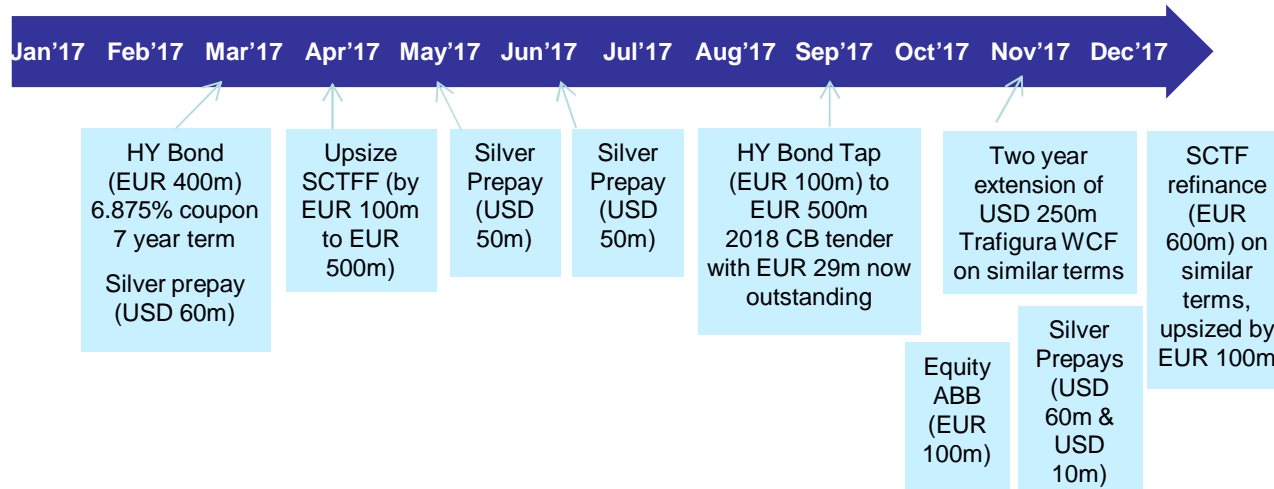 Jan’17 Feb’17 Mar’17 Apr’17 May’17 Jun’17 Jul’17 Aug’17 Sep’17 Oct’17 Nov’17 Dec’17
HY Bond
(EUR 400m)
6.875% coupon
7 year term
Silver prepay
(USD 60m)
Upsize
SCTFF (by
EUR 100m
to EUR
500m)
Silver
Prepay
(USD
50m)
Silver
Prepay
(USD
50m)
HY Bond Tap
(EUR 100m) to
EUR 500m
2018 CB tender
with EUR 29m now
outstanding
Equity
ABB
(EUR
100m)
Two year
extension of
USD 250m
Trafigura WCF
on similar terms
Silver
Prepays
(USD
60m &
USD
10m)
SCTF
refinance
(EUR
600m) on
similar
terms,
upsized by
EUR 100m